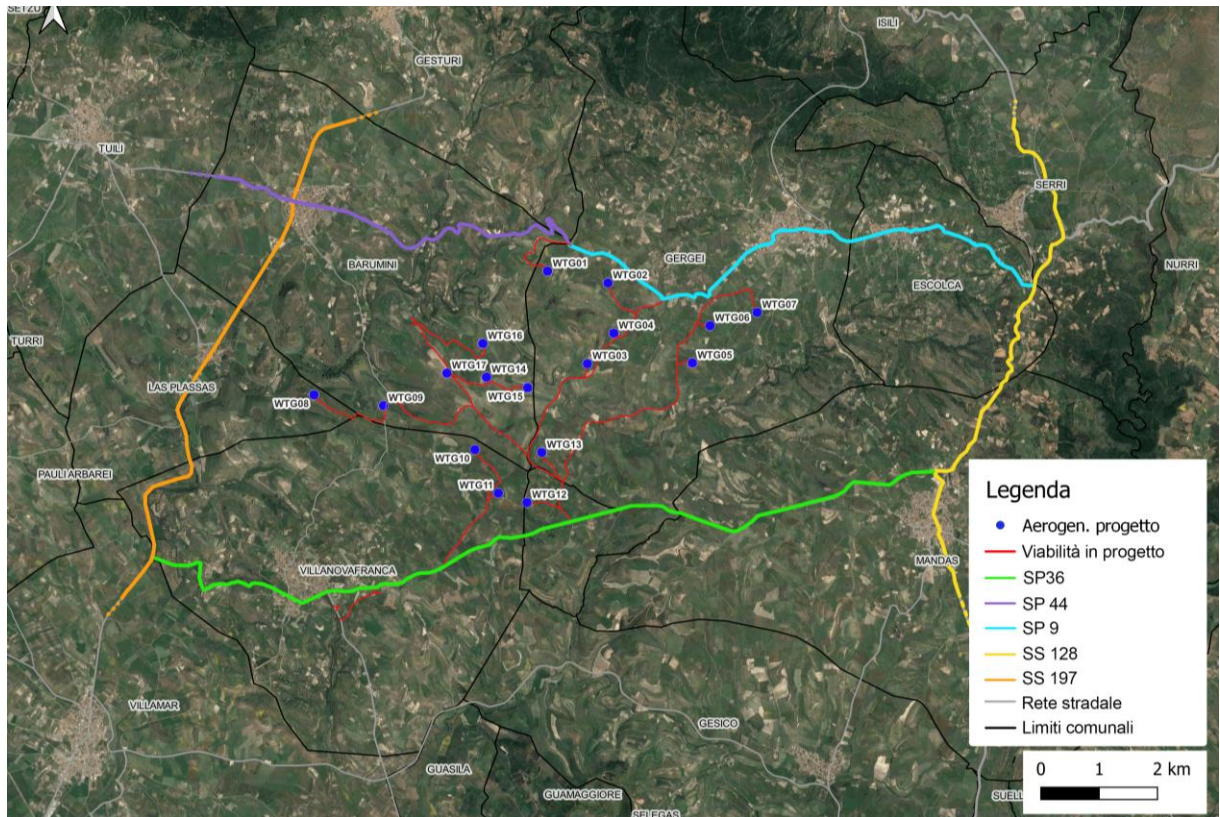 SETZU
ISILI
GESTURI
TUILI
SERRI
NURRI
BARUMINI
GERGEI
ESCOLCA
WTG01
WTG02
WTG07
WTG06
WTG04
WTG16
WTG03
WTG05
WTG17
WTG14
WTG15
TURRI
LAS PLASSAS
WTG08
WTG09
WTG10
WTG13
PAULI ARBAREI
WTG11
WTG12
VILLANOVAFRANCA
MANDAS
VILLAMAR
GESICO
GUASILA
GUAMAGGIORE
SELEGAS
SUELL
Legenda
Aerogen. progetto
Viabilità in progetto
SP36
SP 44
SP 9
SS 128
SS 197
Rete stradale
Limiti comunali
0 1 2 km